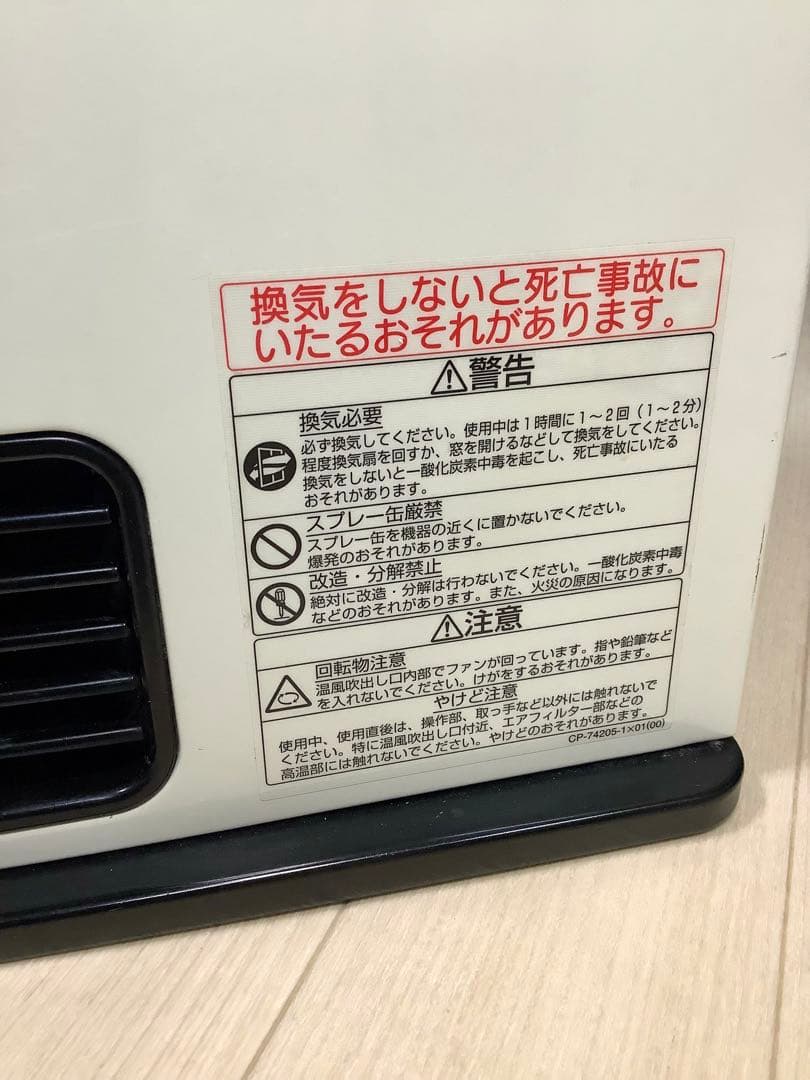 換気をしないと死亡事故に
いたるおそれがあります。
警告
換気必要
必ず換気してください。使用中は1時間に1〜2回(1〜2分)
程度換気扇を回すか、窓を開けるなどして換気をしてください。
換気をしないと一酸化炭素中毒を起こし、死亡事故にいたる
おそれがあります。
スプレー缶厳禁
スプレー缶を機器の近くに置かないでください。
爆発のおそれがあります。
改造・分解禁止
絶対に改造・分解は行わないでください。一酸化炭素中毒
などのおそれがあります。また、火災の原因になります。
注意
回転物注意
温風吹出し口内部でファンが回っています。指や鉛筆など
を入れないでください。けがをするおそれがあります。
やけど注意
使用中、使用直後は、操作部、取っ手など以外には触れないで
ください。特に温風吹出し口付近、エアフィルター部などの
高温部には触れないでください。やけどのおそれがあります。
CP-74205-1×01(00)